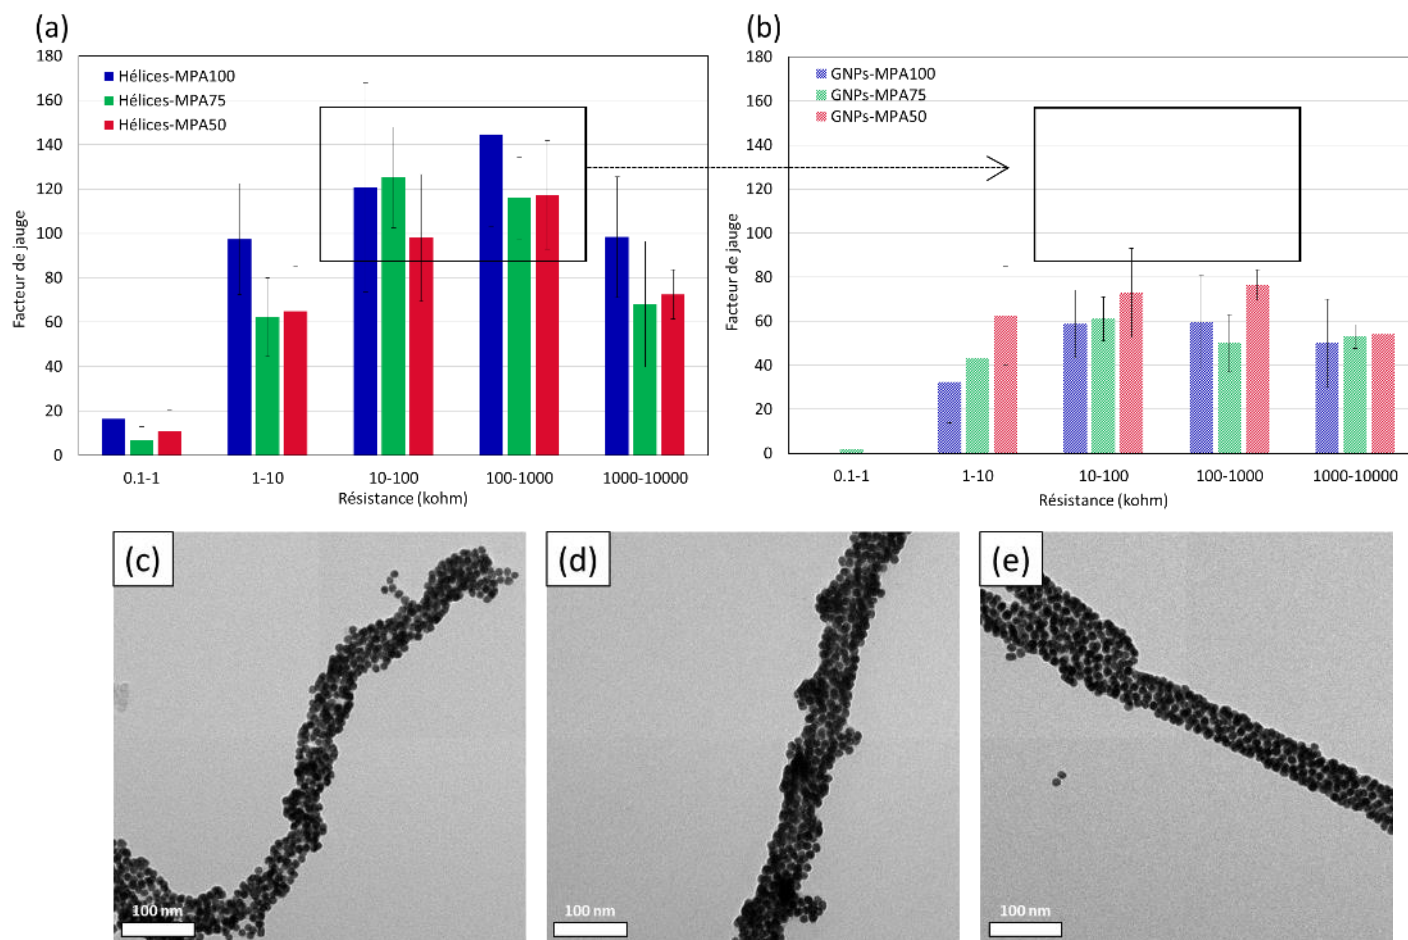 (a)
180
160
140
120
100
80
60
40
20
0
Facteur de jauge
Hélices-MPA100
Hélices-MPA75
Hélices-MPA50
0.1-1 1-10 10-100 100-1000 1000-10000
Résistance (kohm)
(b)
180
160
140
120
100
80
60
40
20
0
Facteur de jauge
GNPs-MPA100
GNPs-MPA75
GNPs-MPA50
0.1-1 1-10 10-100 100-1000 1000-10000
Résistance (kohm)
(c)
100 nm
(d)
100 nm
(e)
100 nm